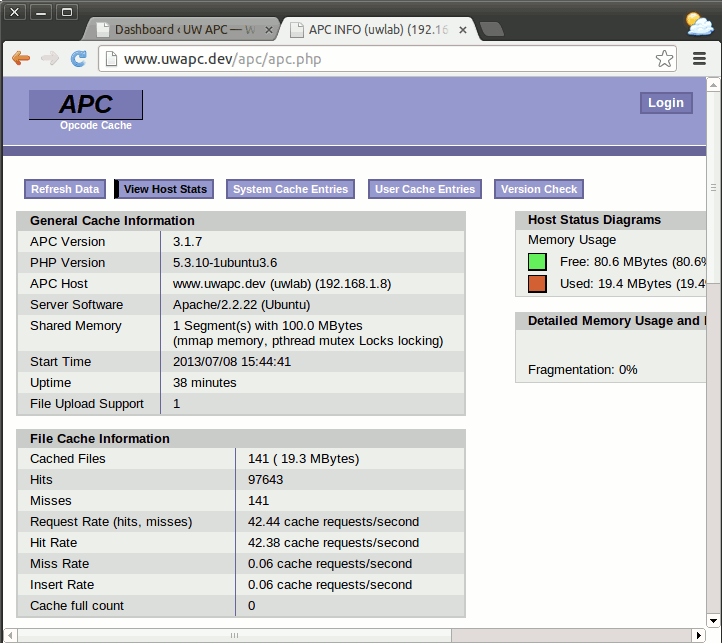 Dashboard ‹ UW APC — W
APC INFO (uwlab) (192.16
www.uwapc.dev/apc/apc.php
APC
Opcode Cache
Login
Refresh Data
View Host Stats
System Cache Entries
User Cache Entries
Version Check
General Cache Information
APC Version 3.1.7
PHP Version 5.3.10-1ubuntu3.6
APC Host www.uwapc.dev (uwlab) (192.168.1.8)
Server Software Apache/2.2.22 (Ubuntu)
Shared Memory 1 Segment(s) with 100.0 MBytes
(mmap memory, pthread mutex Locks locking)
Start Time 2013/07/08 15:44:41
Uptime 38 minutes
File Upload Support 1
Host Status Diagrams
Memory Usage
Free: 80.6 MBytes (80.6%
Used: 19.4 MBytes (19.4
Detailed Memory Usage and
Fragmentation: 0%
File Cache Information
Cached Files 141 ( 19.3 MBytes)
Hits 97643
Misses 141
Request Rate (hits, misses) 42.44 cache requests/second
Hit Rate 42.38 cache requests/second
Miss Rate 0.06 cache requests/second
Insert Rate 0.06 cache requests/second
Cache full count 0